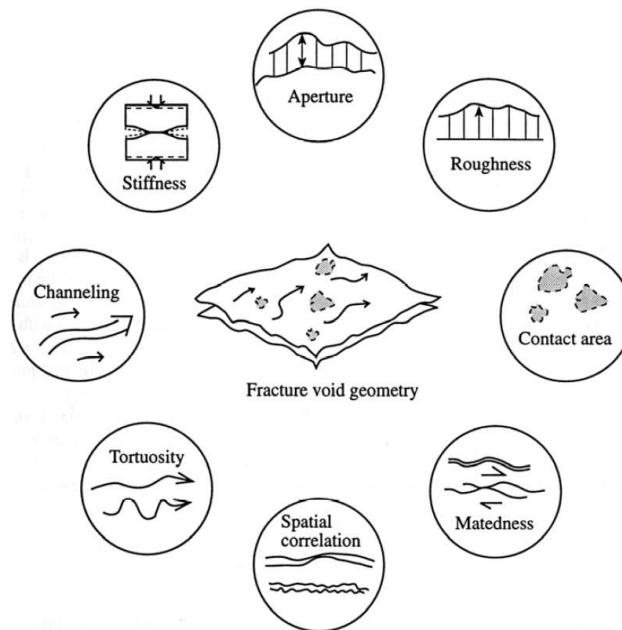 Aperture
Roughness
Stiffness
Channeling
Contact area
Fracture void geometry
Tortuosity
Spatial
correlation
Matedness